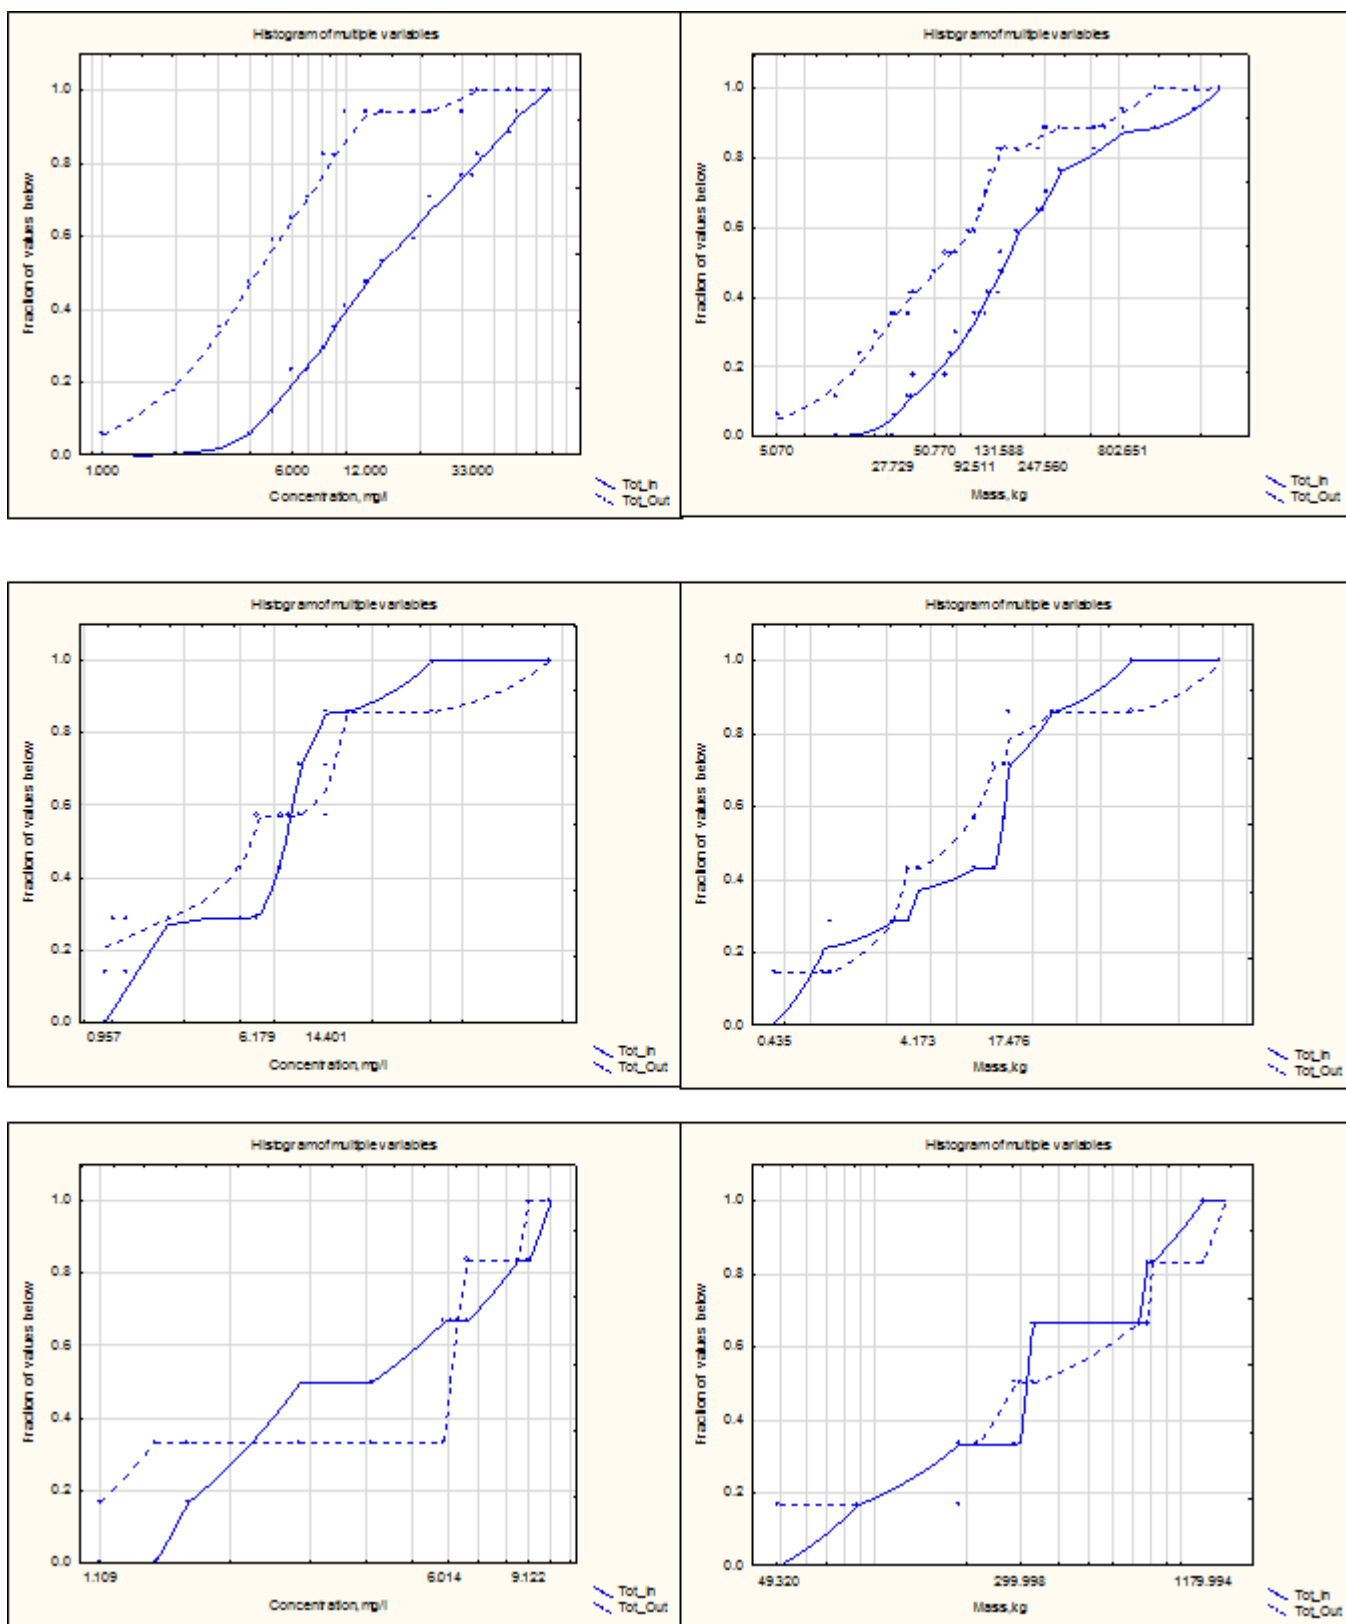 Histogram of multiple variables
Fraction of values below
1.0
0.8
0.6
0.4
0.2
0.0
1.000 6.000 12.000 33.000
Concentration, mg/l
Tot_In
Tot_Out
Histogram of multiple variables
Fraction of values below
1.0
0.8
0.6
0.4
0.2
0.0
5.070 50.770 131.588 802.651
27.729 92.511 247.560
Mass, kg
Tot_In
Tot_Out
Histogram of multiple variables
Fraction of values below
1.0
0.8
0.6
0.4
0.2
0.0
0.957 6.179 14.401
Concentration, mg/l
Tot_In
Tot_Out
Histogram of multiple variables
Fraction of values below
1.0
0.8
0.6
0.4
0.2
0.0
0.435 4.173 17.476
Mass, kg
Tot_In
Tot_Out
Histogram of multiple variables
Fraction of values below
1.0
0.8
0.6
0.4
0.2
0.0
1.109 6.014 9.122
Concentration, mg/l
Tot_In
Tot_Out
Histogram of multiple variables
Fraction of values below
1.0
0.8
0.6
0.4
0.2
0.0
49.320 299.998 1179.994
Mass, kg
Tot_In
Tot_Out